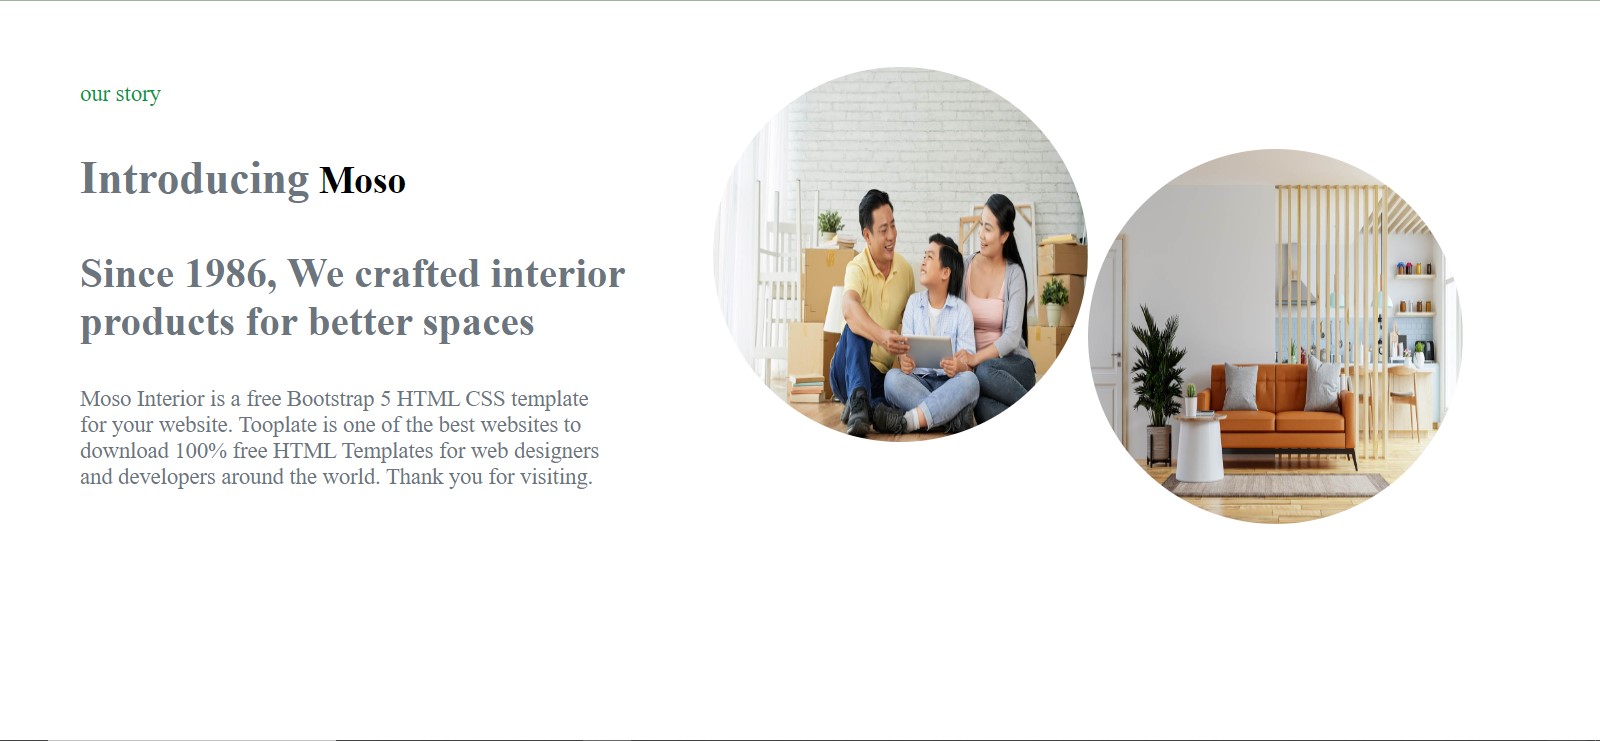 our story
Introducing Moso
Since 1986, We crafted interior
products for better spaces
Moso Interior is a free Bootstrap 5 HTML CSS template
for your website. Tooplate is one of the best websites to
download 100% free HTML Templates for web designers
and developers around the world. Thank you for visiting.